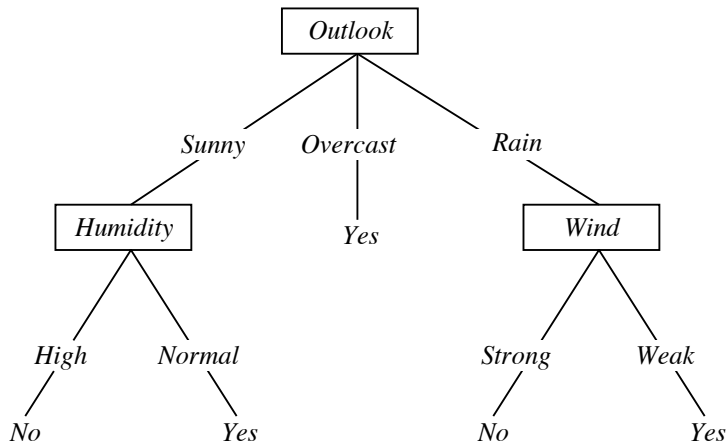 Outlook
Sunny Overcast Rain
Humidity Yes Wind
High Normal Strong Weak
No Yes No Yes